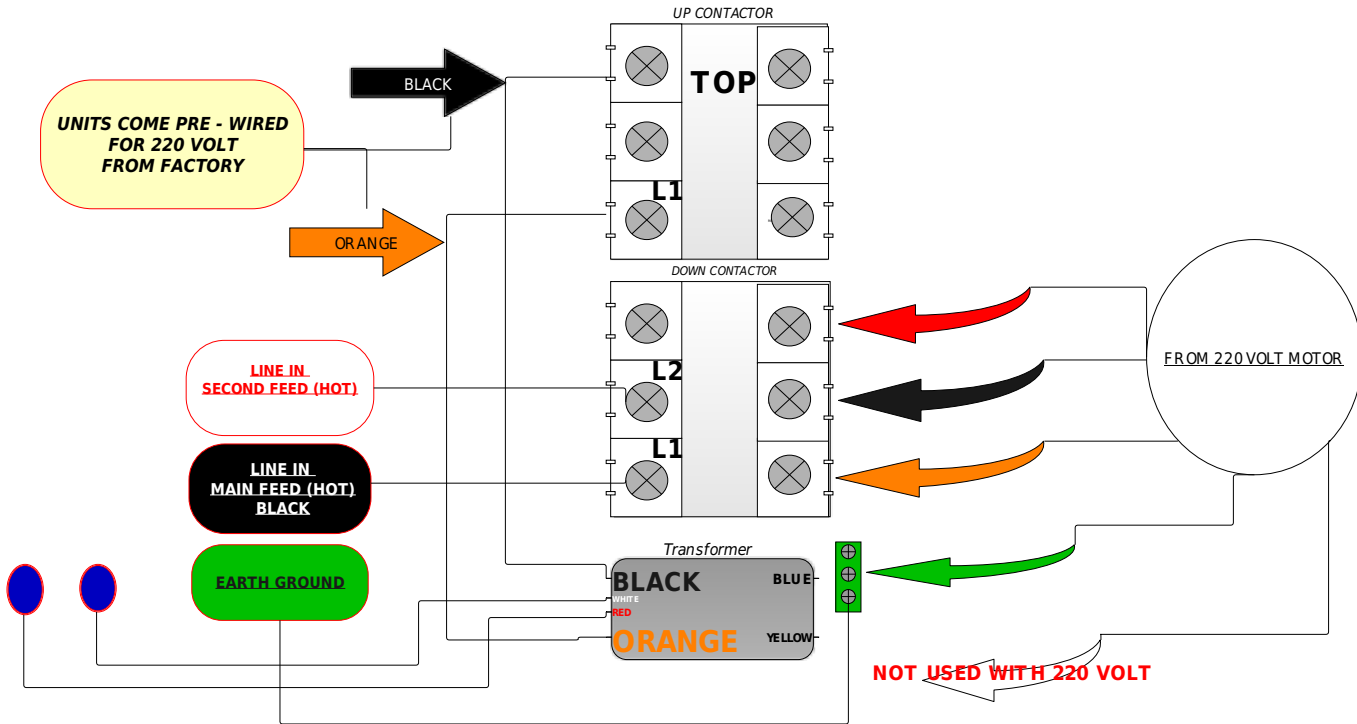 UP CONTACTOR
TOP
BLACK
UNITS COME PRE - WIRED
FOR 220 VOLT
FROM FACTORY
L1
ORANGE
DOWN CONTACTOR
LINE IN
SECOND FEED (HOT)
L2
FROM 220 VOLT MOTOR
L1
LINE IN
MAIN FEED (HOT)
BLACK
Transformer
EARTH GROUND
BLACK
BLUE
WHITE
RED
ORANGE
YELLOW
NOT USED WITH 220 VOLT